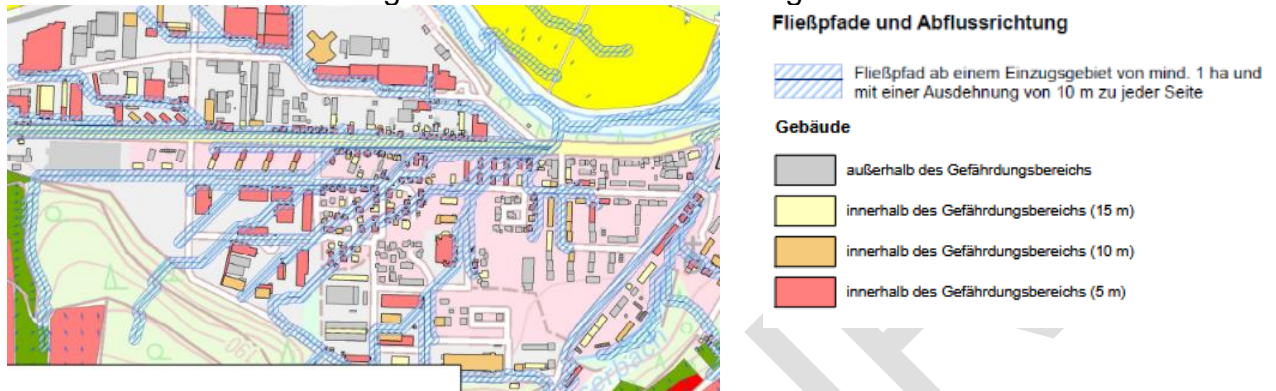 Fließpfade und Abflussrichtung
Fließpfad ab einem Einzugsgebiet von mind. 1 ha und
mit einer Ausdehnung von 10 m zu jeder Seite
Gebäude
außerhalb des Gefährdungsbereichs
innerhalb des Gefährdungsbereichs (15 m)
innerhalb des Gefährdungsbereichs (10 m)
innerhalb des Gefährdungsbereichs (5 m)